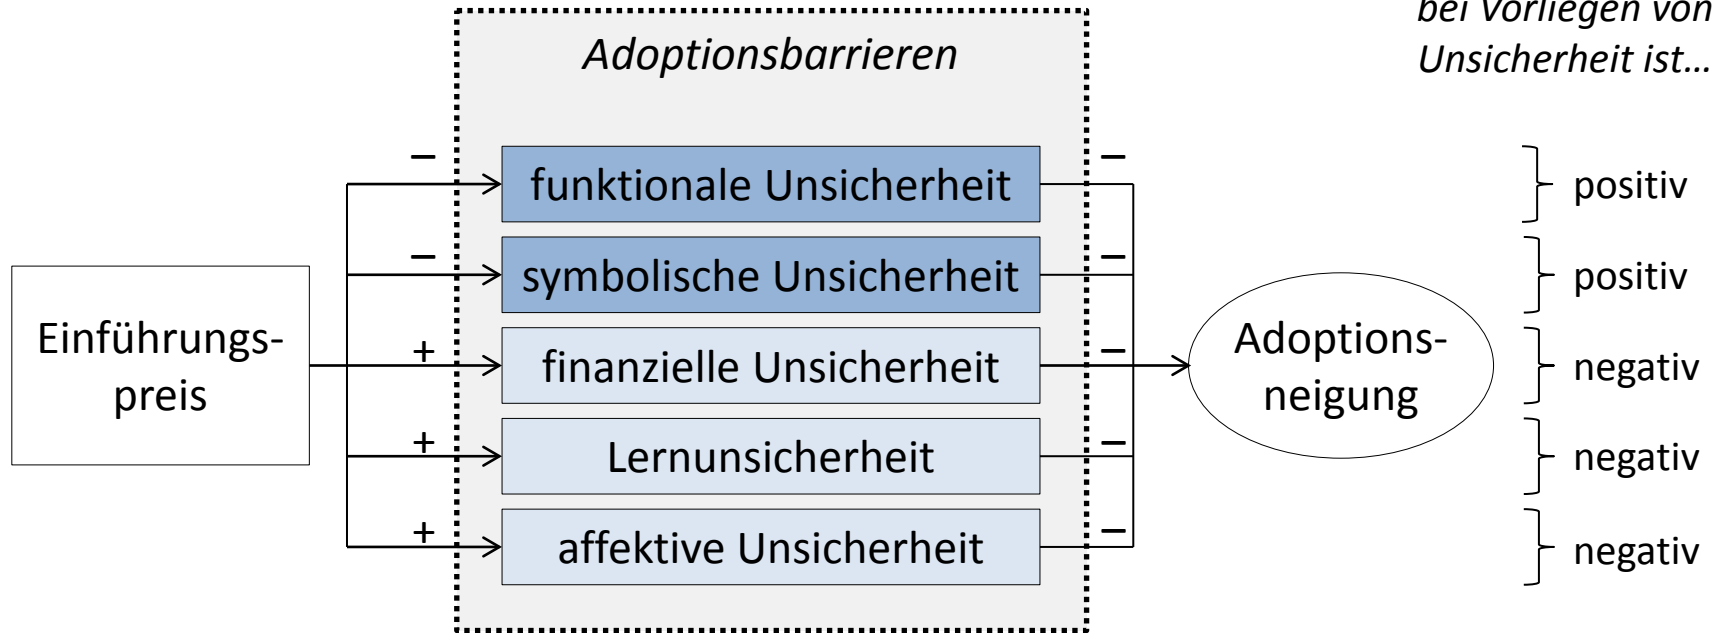 bei Vorliegen von
Unsicherheit ist...
Adoptionsbarrieren
– funktionale Unsicherheit – positiv
– symbolische Unsicherheit – positiv
Einführungs-
preis
+ finanzielle Unsicherheit – negativ
Adoptions-
neigung
+ Lernunsicherheit – negativ
+ affektive Unsicherheit – negativ